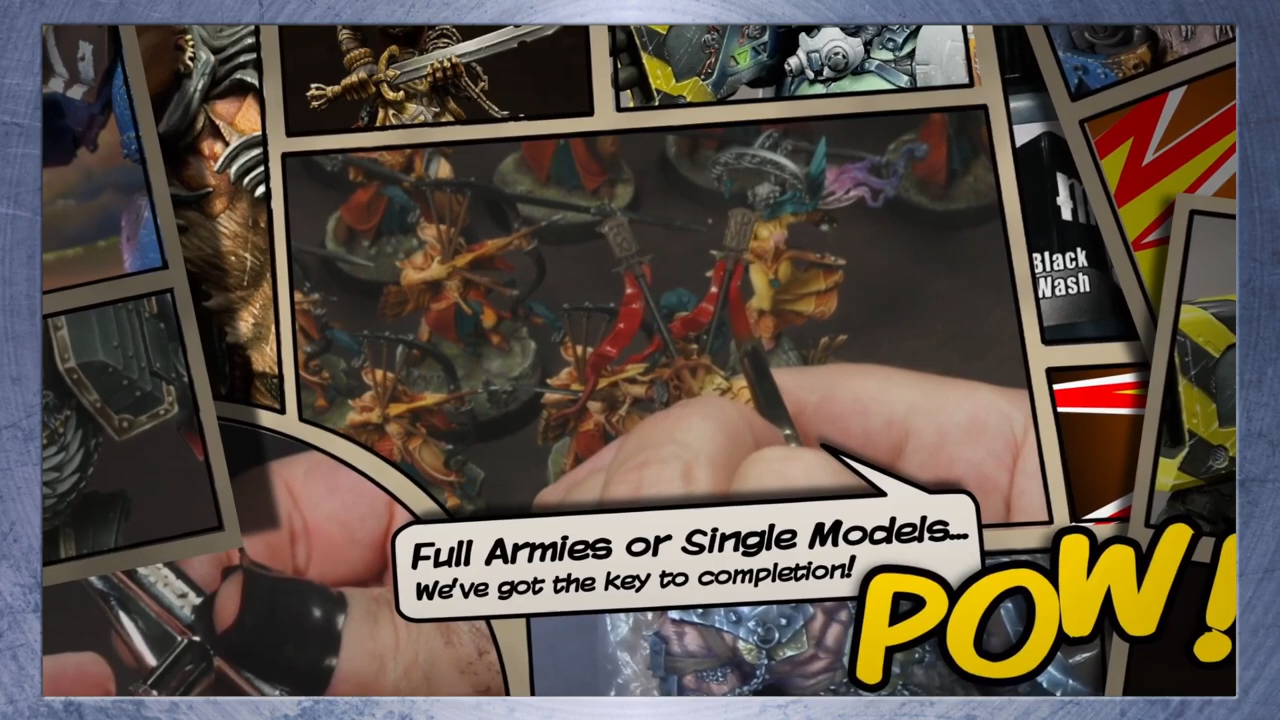 Black
Wash
Full Armies or Single Models...
We've got the key to completion!
POW!